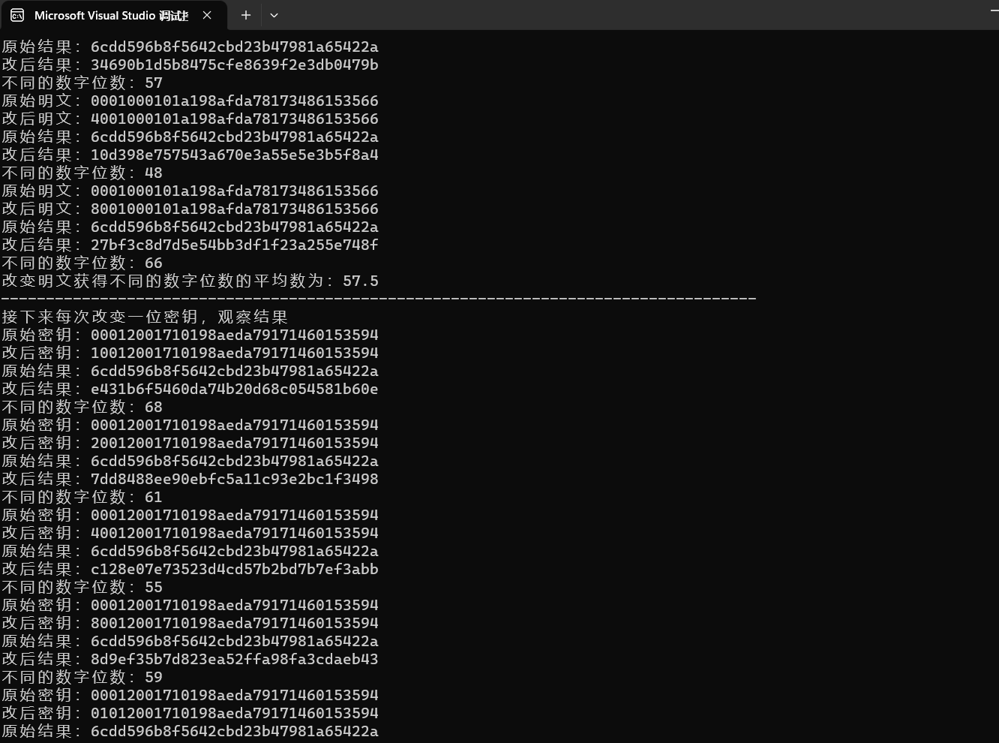 Microsoft Visual Studio 调试
原始结果：6cdd596b8f5642cbd23b47981a65422a
改后结果：34690b1d5b8475cfe8639f2e3db0479b
不同的数字位数：57
原始明文：0001000101a198afda78173486153566
改后明文：4001000101a198afda78173486153566
原始结果：6cdd596b8f5642cbd23b47981a65422a
改后结果：10d398e757543a670e3a55e5e3b5f8a4
不同的数字位数：48
原始明文：0001000101a198afda78173486153566
改后明文：8001000101a198afda78173486153566
原始结果：6cdd596b8f5642cbd23b47981a65422a
改后结果：27bf3c8d7d5e54bb3df1f23a255e748f
不同的数字位数：66
改变明文获得不同的数字位数的平均数为：57.5
------------------------------------------------------------------------------------
接下来每次改变一位密钥，观察结果
原始密钥：00012001710198aeda79171460153594
改后密钥：10012001710198aeda79171460153594
原始结果：6cdd596b8f5642cbd23b47981a65422a
改后结果：e431b6f5460da74b20d68c054581b60e
不同的数字位数：68
原始密钥：00012001710198aeda79171460153594
改后密钥：20012001710198aeda79171460153594
原始结果：6cdd596b8f5642cbd23b47981a65422a
改后结果：7dd8488ee90ebfc5a11c93e2bc1f3498
不同的数字位数：61
原始密钥：00012001710198aeda79171460153594
改后密钥：40012001710198aeda79171460153594
原始结果：6cdd596b8f5642cbd23b47981a65422a
改后结果：c128e07e73523d4cd57b2bd7b7ef3abb
不同的数字位数：55
原始密钥：00012001710198aeda79171460153594
改后密钥：80012001710198aeda79171460153594
原始结果：6cdd596b8f5642cbd23b47981a65422a
改后结果：8d9ef35b7d823ea52ffa98fa3cdaeb43
不同的数字位数：59
原始密钥：00012001710198aeda79171460153594
改后密钥：01012001710198aeda79171460153594
原始结果：6cdd596b8f5642cbd23b47981a65422a